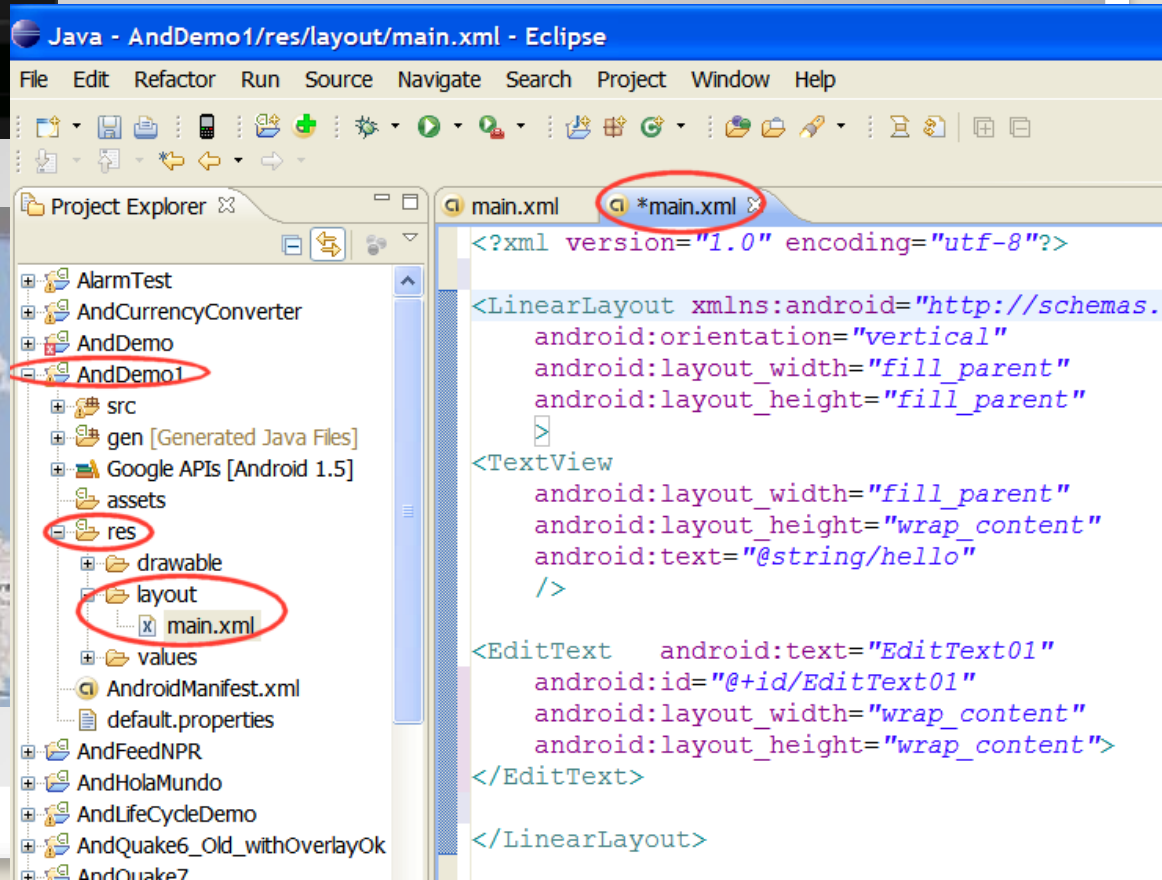 Java - AndDemo1/res/layout/main.xml - Eclipse
File Edit Refactor Run Source Navigate Search Project Window Help
Project Explorer
AlarmTest
AndCurrencyConverter
AndDemo
AndDemo1
src
gen [Generated Java Files]
Google APIs [Android 1.5]
assets
res
drawable
layout
main.xml
values
AndroidManifest.xml
default.properties
AndFeedNPR
AndHolaMundo
AndLifeCycleDemo
AndQuake6_Old_withOverlayOk
AndQuake7
main.xml *main.xml
<?xml version="1.0" encoding="utf-8"?>
<LinearLayout xmlns:android="http://schemas.
android:orientation="vertical"
android:layout_width="fill_parent"
android:layout_height="fill_parent"
>
<TextView
android:layout_width="fill_parent"
android:layout_height="wrap_content"
android:text="@string/hello"
/>
<EditText android:text="EditText01"
android:id="@+id/EditText01"
android:layout_width="wrap_content"
android:layout_height="wrap_content">
</EditText>
</LinearLayout>